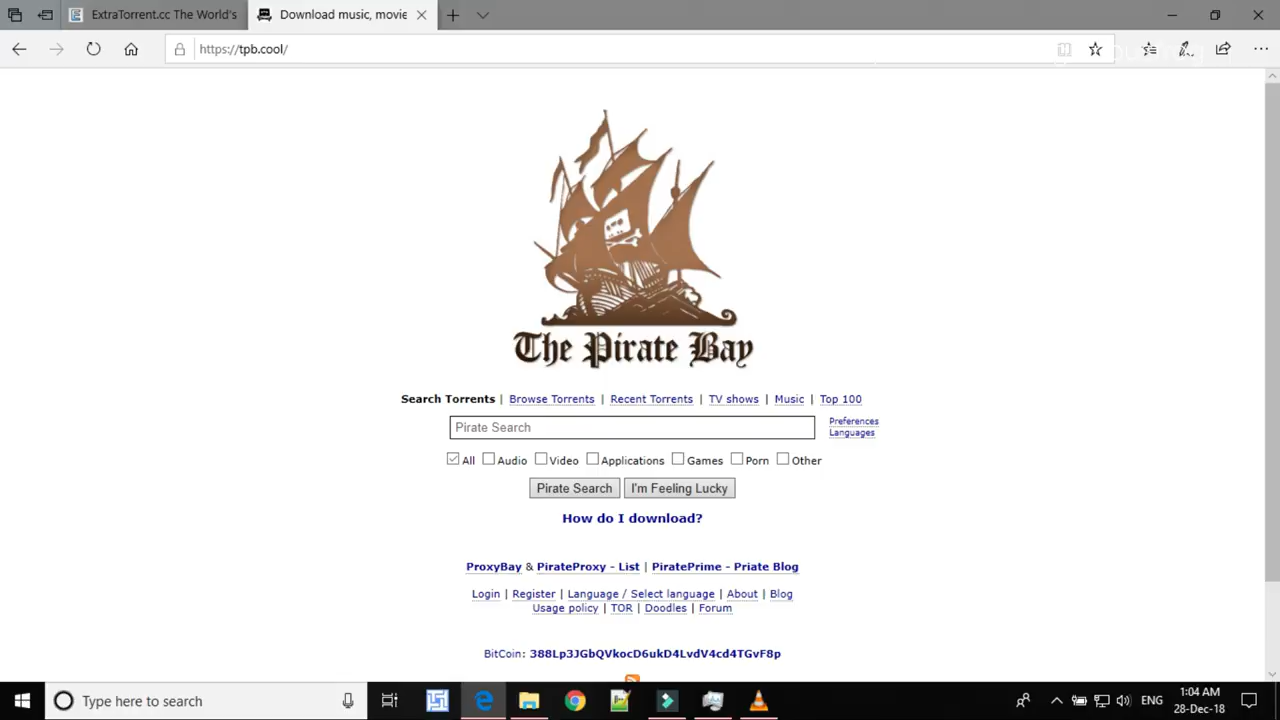 ExtraTorrent.cc The World's
Download music, movie
https://tpb.cool/
The Pirate Bay
Search Torrents | Browse Torrents | Recent Torrents | TV shows | Music | Top 100
Pirate Search
Preferences
Languages
All Audio Video Applications Games Porn Other
Pirate Search I'm Feeling Lucky
How do I download?
ProxyBay & PirateProxy - List | PiratePrime - Priate Blog
Login | Register | Language / Select language | About | Blog
Usage policy | TOR | Doodles | Forum
BitCoin: 388Lp3JGbQVkocD6ukD4LvdV4cd4TGvF8p
Type here to search
ENG
1:04 AM
28-Dec-18